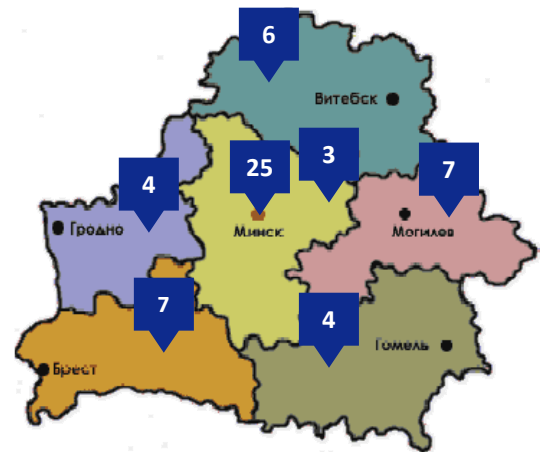 6
Витебск
3
25
7
4
Гродно
Минск
Могилев
7
4
Гомель
Брест